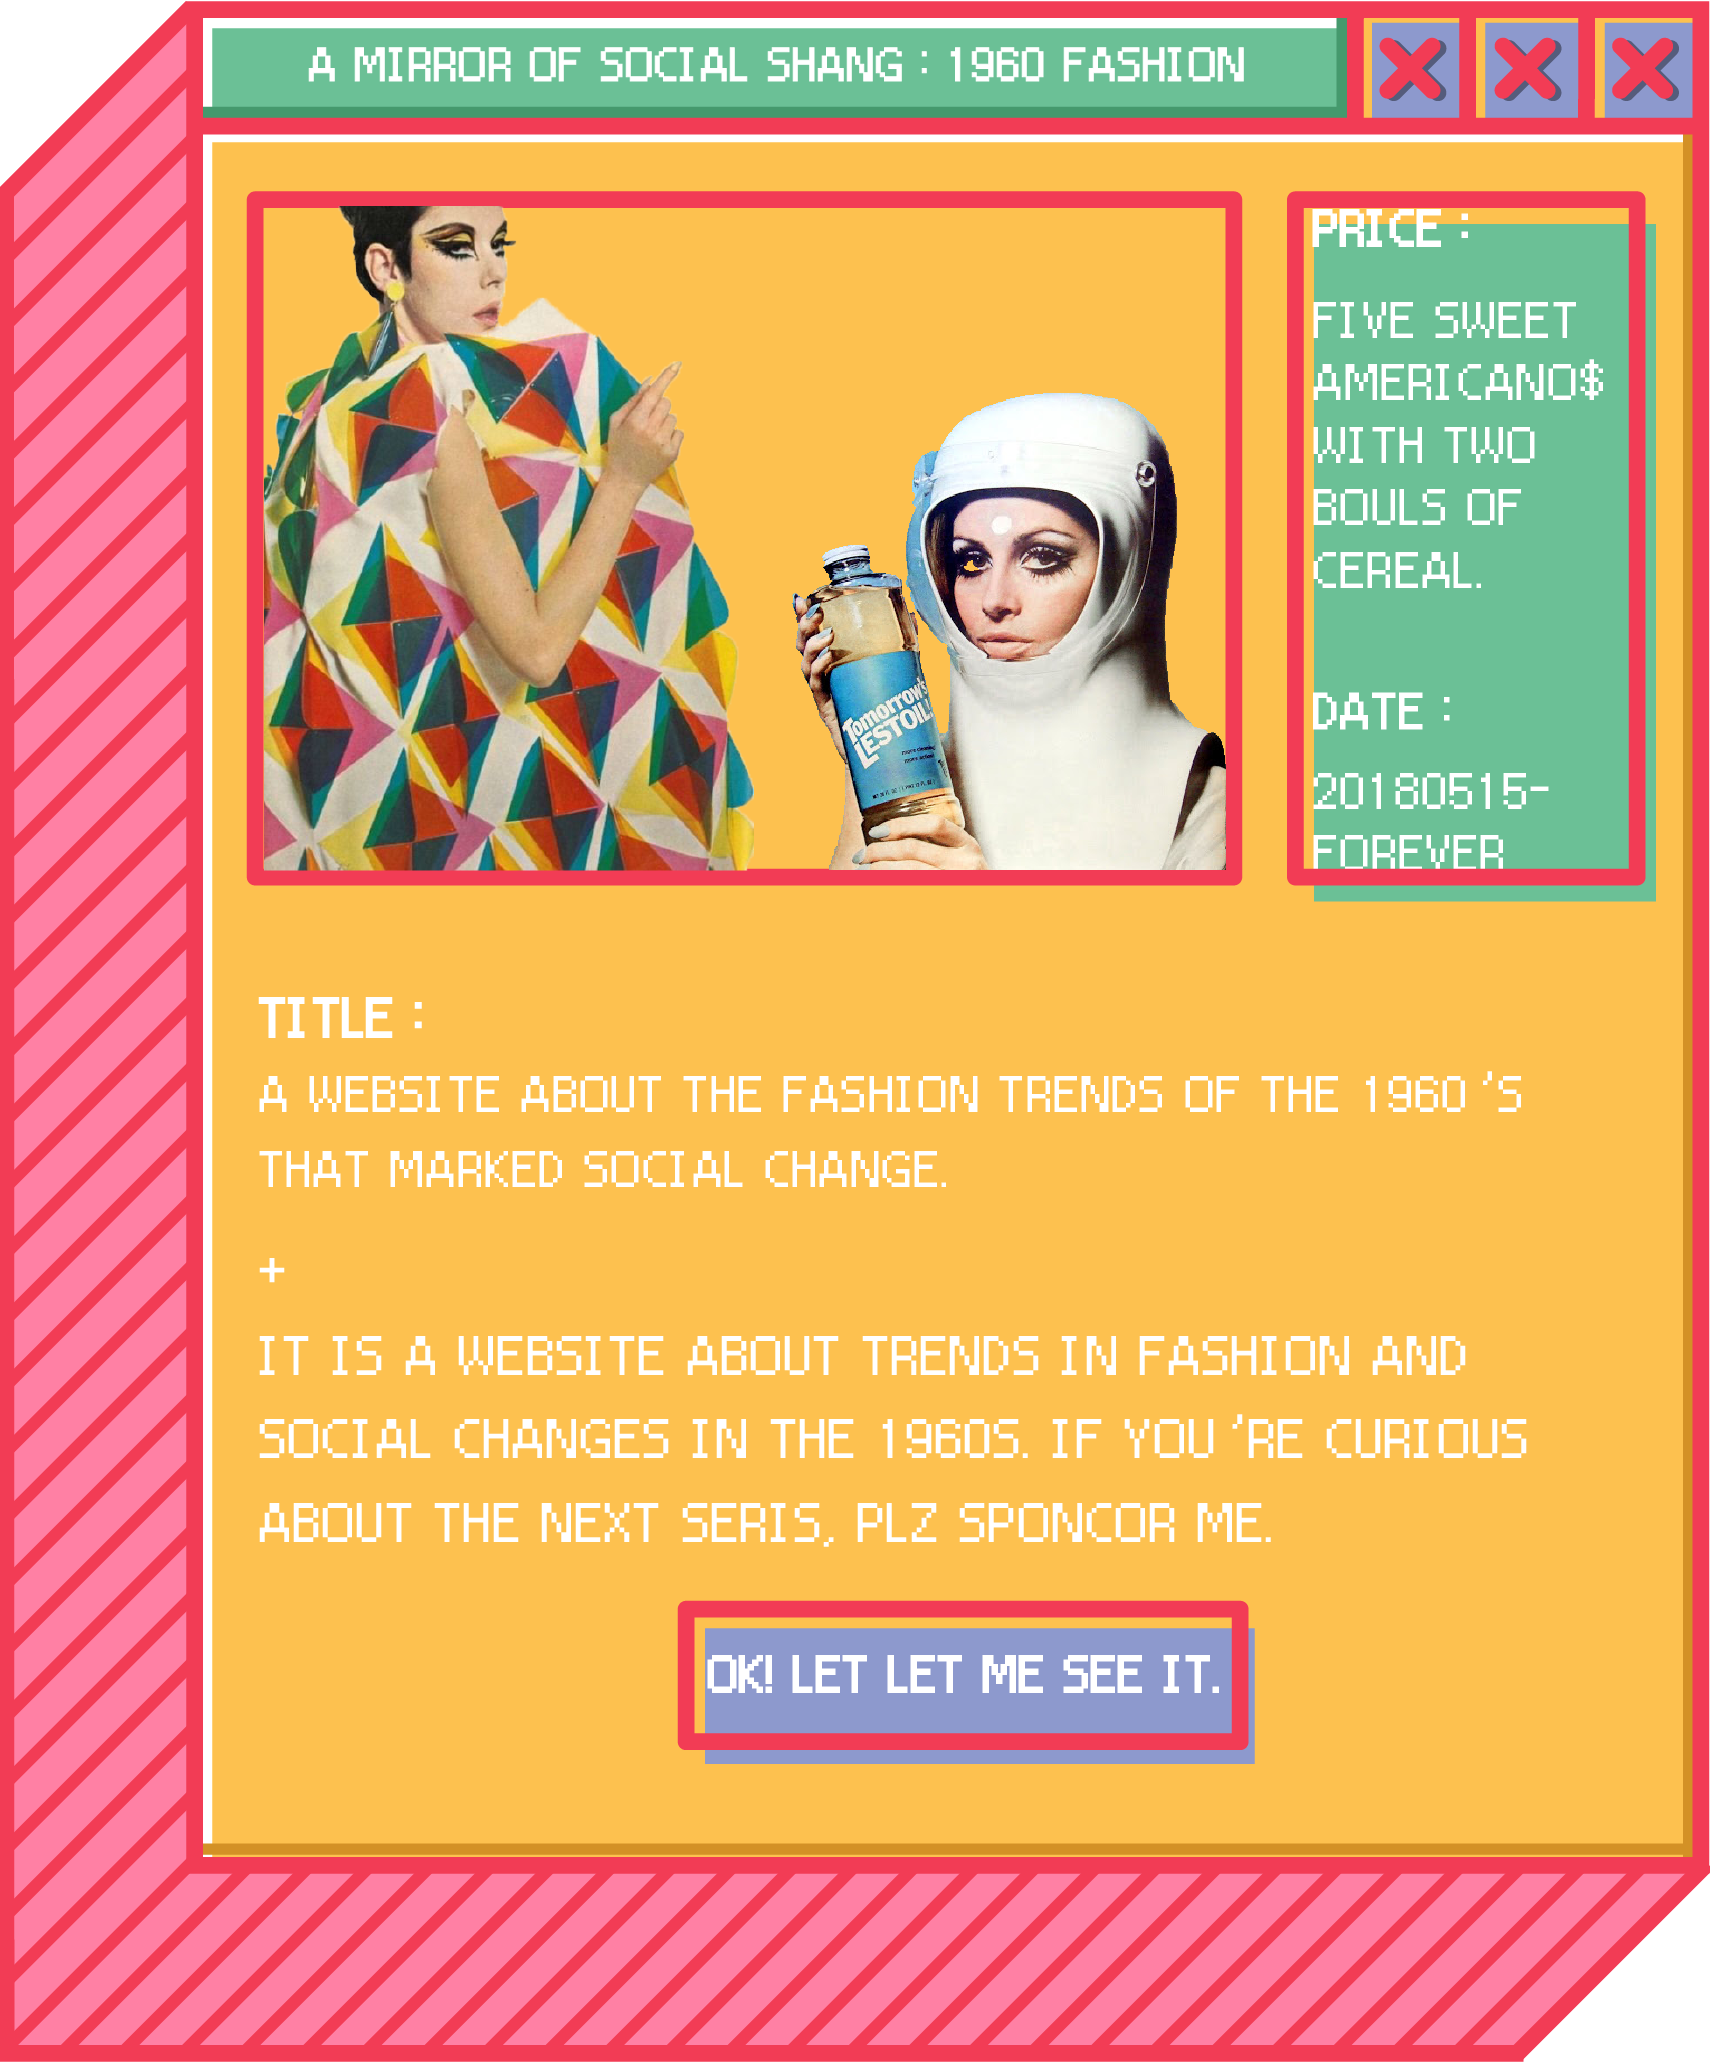 A MIRROR OF SOCIAL SHANG : 1960 FASHION
PRICE :
FIVE SWEET
AMERICANO$
WITH TWO
BOULS OF
CEREAL.
DATE :
20180515-
FOREVER
Tomorrow's
LESTOIL
TITLE :
A WEBSITE ABOUT THE FASHION TRENDS OF THE 1960 'S
THAT MARKED SOCIAL CHANGE.
+
IT IS A WEBSITE ABOUT TRENDS IN FASHION AND
SOCIAL CHANGES IN THE 1960S. IF YOU 'RE CURIOUS
ABOUT THE NEXT SERIS, PLZ SPONCOR ME.
OK! LET LET ME SEE IT.